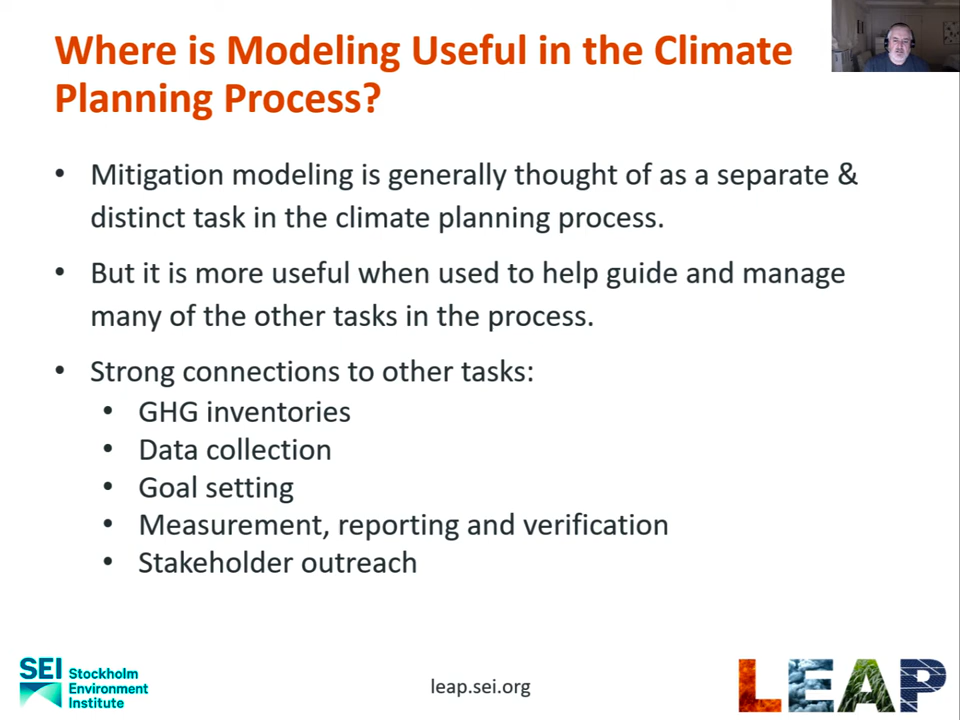 Where is Modeling Useful in the Climate
Planning Process?
• Mitigation modeling is generally thought of as a separate &
distinct task in the climate planning process.
• But it is more useful when used to help guide and manage
many of the other tasks in the process.
• Strong connections to other tasks:
• GHG inventories
• Data collection
• Goal setting
• Measurement, reporting and verification
• Stakeholder outreach
SEI Stockholm
Environment
Institute
leap.sei.org
LEAP